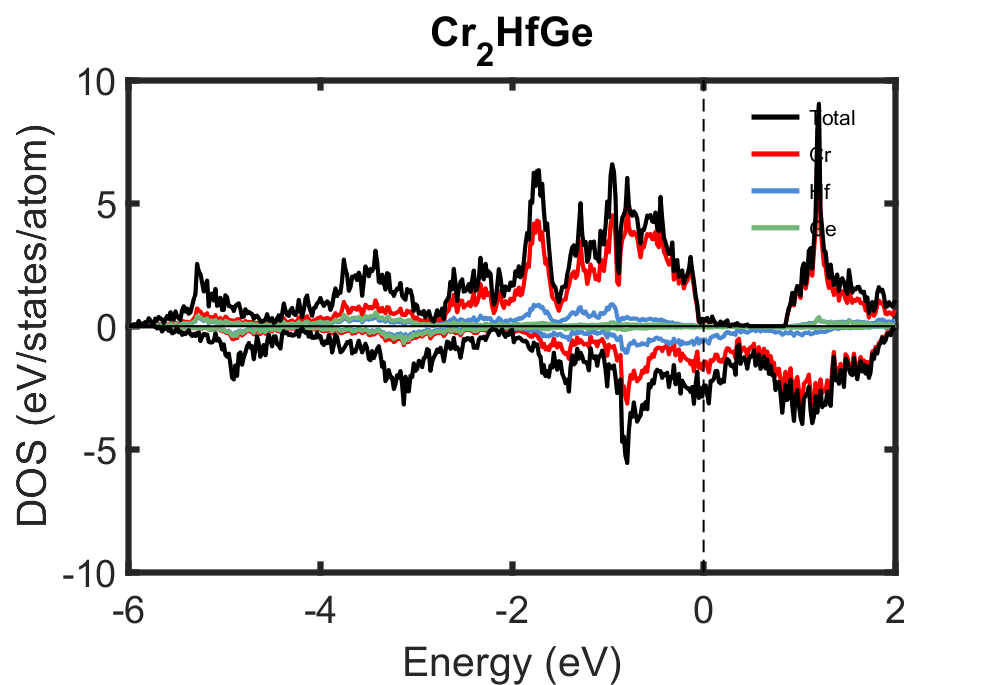 Cr2HfGe
10
5
0
-5
-10
DOS (eV/states/atom)
Total
Cr
Hf
Ge
-6 -4 -2 0 2
Energy (eV)